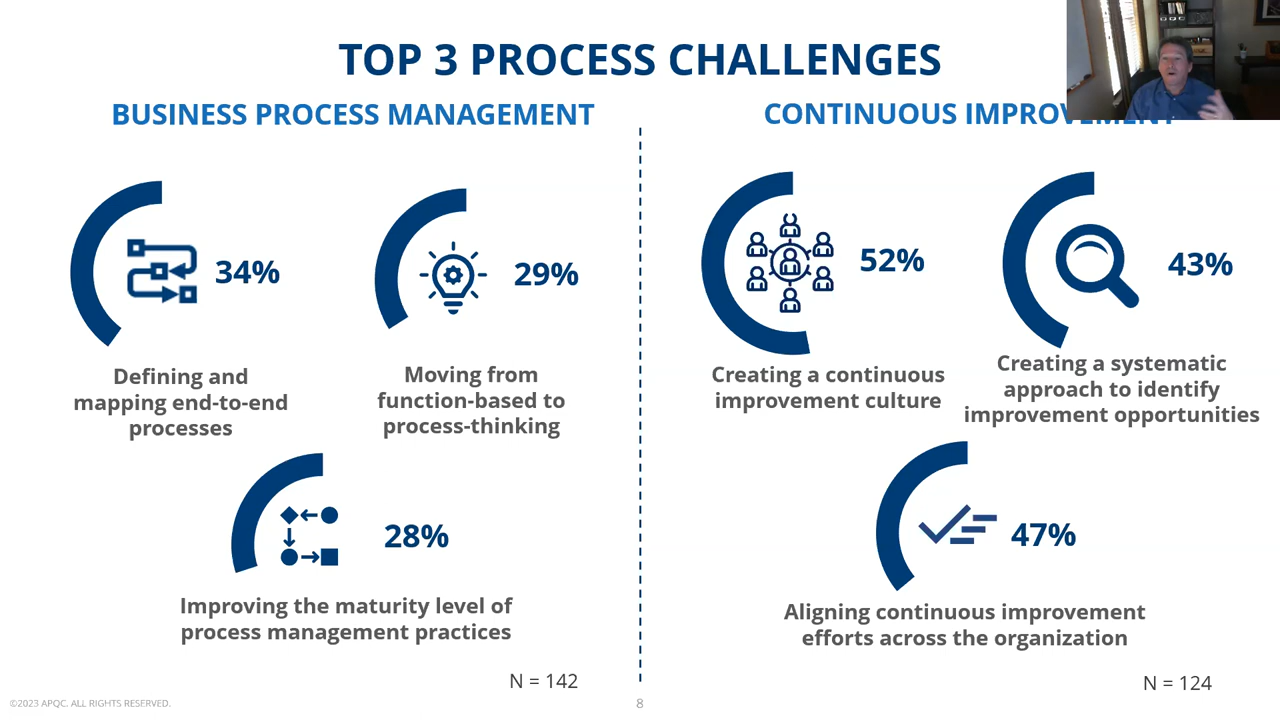 TOP 3 PROCESS CHALLENGES
BUSINESS PROCESS MANAGEMENT
34%
Defining and
mapping end-to-end
processes
29%
Moving from
function-based to
process-thinking
28%
Improving the maturity level of
process management practices
N = 142
CONTINUOUS IMPROVEMENT
52%
Creating a continuous
improvement culture
43%
Creating a systematic
approach to identify
improvement opportunities
47%
Aligning continuous improvement
efforts across the organization
N = 124
©2023 APQC. ALL RIGHTS RESERVED.
8